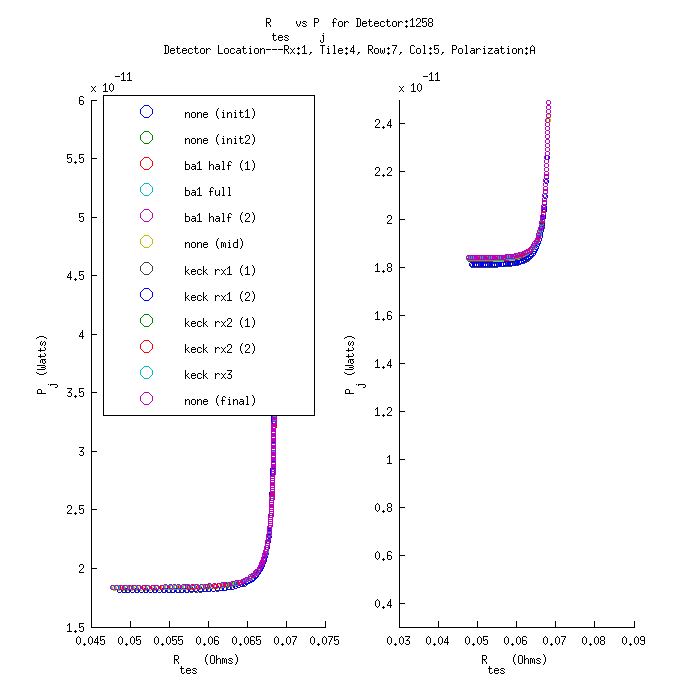 R_tes vs P_j for Detector:1258
Detector Location---Rx:1, Tile:4, Row:7, Col:5, Polarization:A
x 10^-11
6
5.5
5
4.5
4
3.5
3
2.5
2
1.5
P_j (Watts)
none (init1)
none (init2)
ba1 half (1)
ba1 full
ba1 half (2)
none (mid)
keck rx1 (1)
keck rx1 (2)
keck rx2 (1)
keck rx2 (2)
keck rx3
none (final)
0.045 0.05 0.055 0.06 0.065 0.07 0.075
R_tes (Ohms)
x 10^-11
2.4
2.2
2
1.8
1.6
1.4
1.2
1
0.8
0.6
0.4
P_j (Watts)
0.03 0.04 0.05 0.06 0.07 0.08 0.09
R_tes (Ohms)